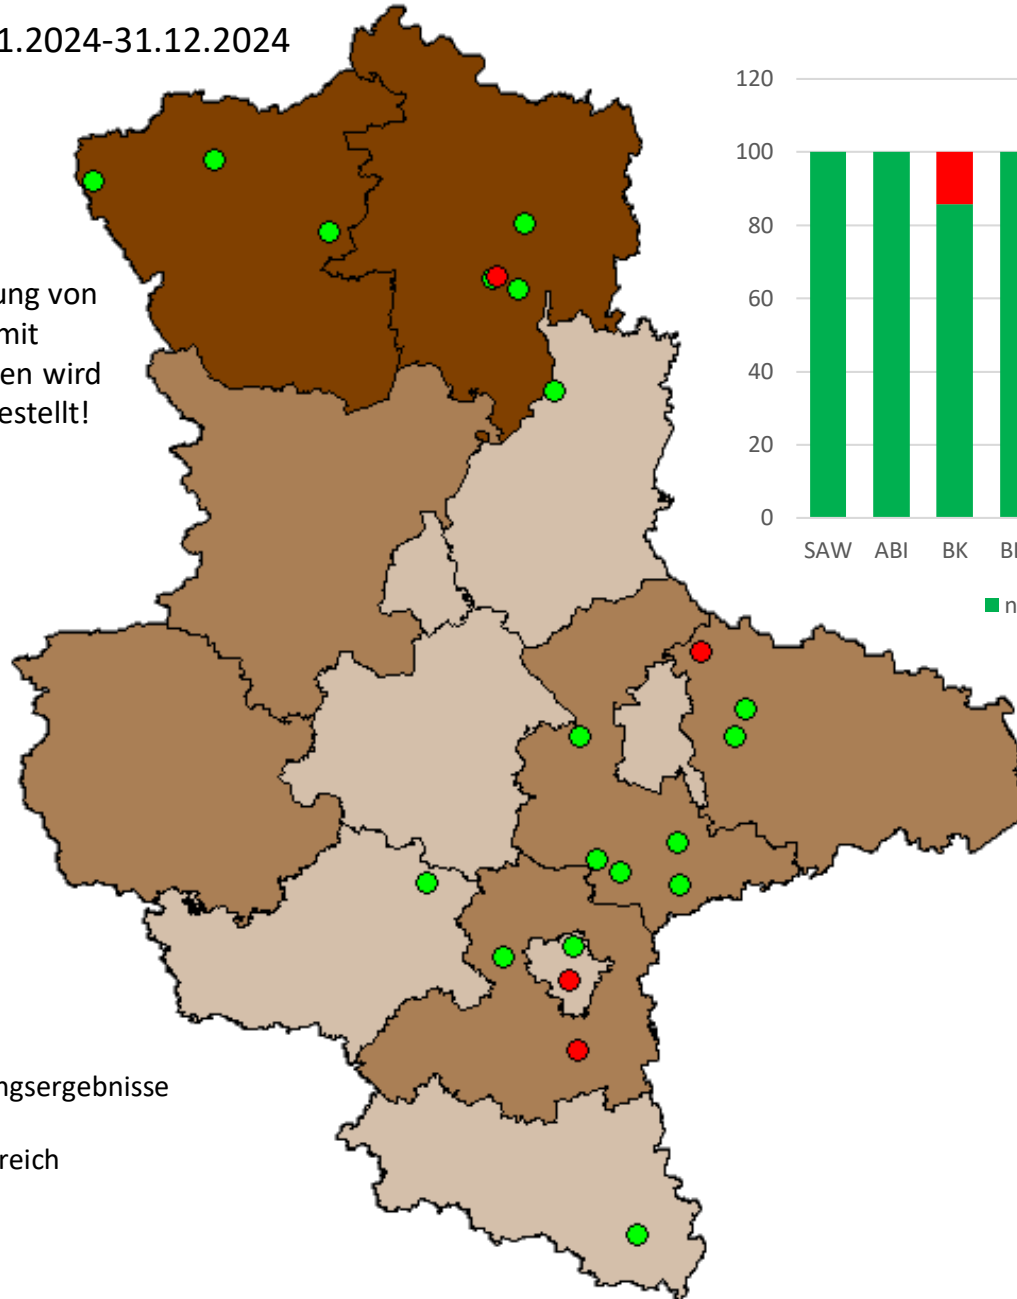 1.2024-31.12.2024
ung von
mit
en wird
estellt!
120
100
80
60
40
20
0
SAW ABI BK
n
ngsergebnisse
reich